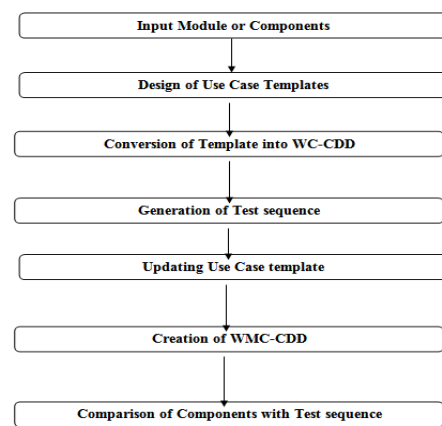 Input Module or Components
Design of Use Case Templates
Conversion of Template into WC-CDD
Generation of Test sequence
Updating Use Case template
Creation of WMC-CDD
Comparison of Components with Test sequence